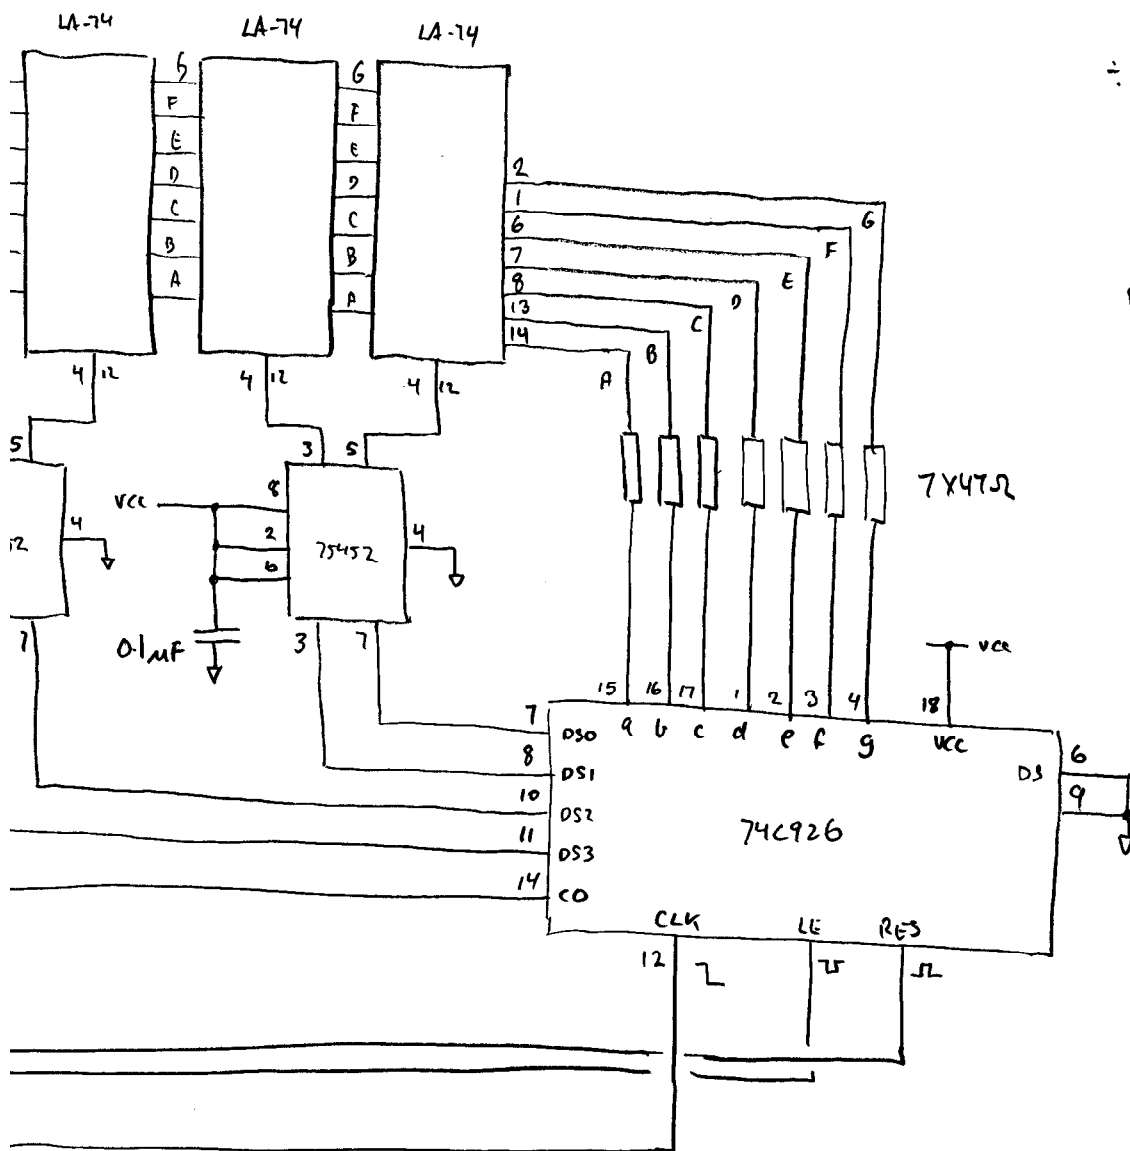 LA-74 LA-74 LA-74
G G
F F
E E
D D
C C
B B
A A
2 G
1 F
6 E
7 D
8 C
13 B
14 A
4 12 4 12 4 12
5 3 5
7X47Ω
VCC 8
2
6
75452
4
4
0.1µF
7 3 7
VCC
15 16 17 1 2 3 4 18
a b c d e f g VCC
7 DS0
8 DS1
10 DS2
11 DS3
14 CO
DS 6
9
74C926
CLK LE RES
12